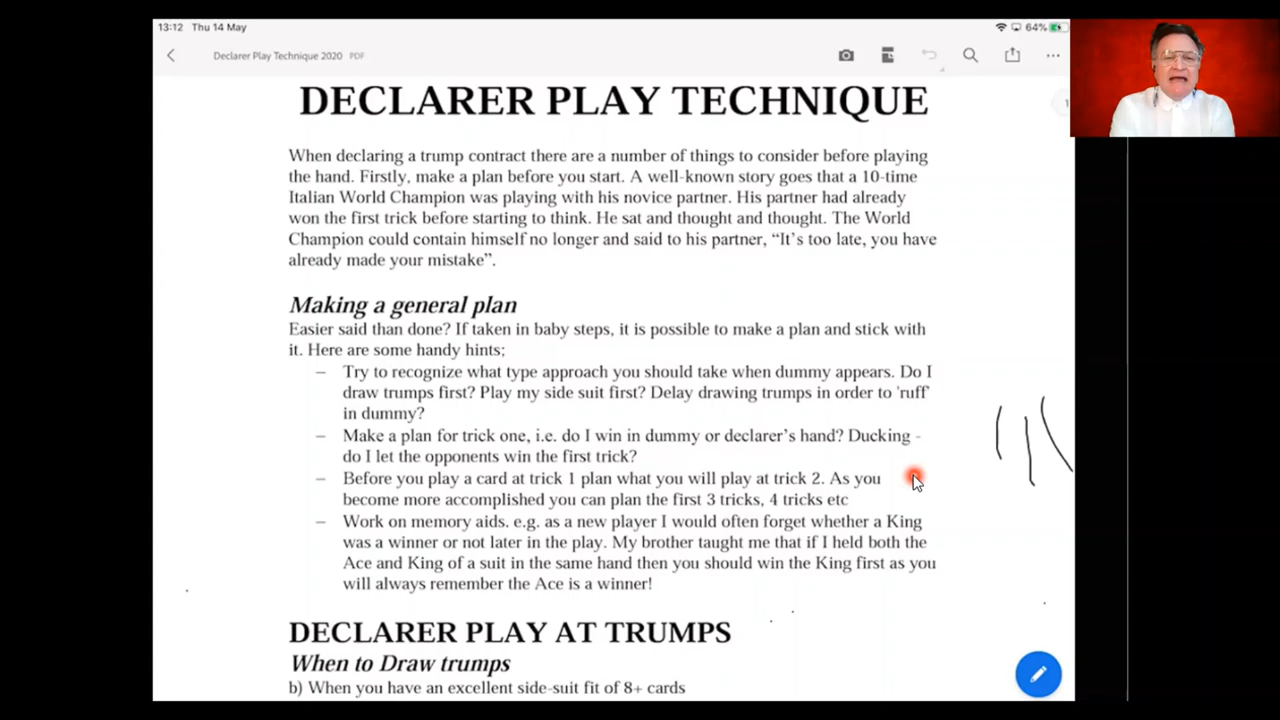 13:12 Thu 14 May
64%
Declarer Play Technique 2020 PDF
DECLARER PLAY TECHNIQUE
1
When declaring a trump contract there are a number of things to consider before playing
the hand. Firstly, make a plan before you start. A well-known story goes that a 10-time
Italian World Champion was playing with his novice partner. His partner had already
won the first trick before starting to think. He sat and thought and thought. The World
Champion could contain himself no longer and said to his partner, “It’s too late, you have
already made your mistake”.
Making a general plan
Easier said than done? If taken in baby steps, it is possible to make a plan and stick with
it. Here are some handy hints;
– Try to recognize what type approach you should take when dummy appears. Do I
draw trumps first? Play my side suit first? Delay drawing trumps in order to 'ruff'
in dummy?
– Make a plan for trick one, i.e. do I win in dummy or declarer’s hand? Ducking -
do I let the opponents win the first trick?
– Before you play a card at trick 1 plan what you will play at trick 2. As you
become more accomplished you can plan the first 3 tricks, 4 tricks etc
– Work on memory aids. e.g. as a new player I would often forget whether a King
was a winner or not later in the play. My brother taught me that if I held both the
Ace and King of a suit in the same hand then you should win the King first as you
will always remember the Ace is a winner!
DECLARER PLAY AT TRUMPS
When to Draw trumps
b) When you have an excellent side-suit fit of 8+ cards